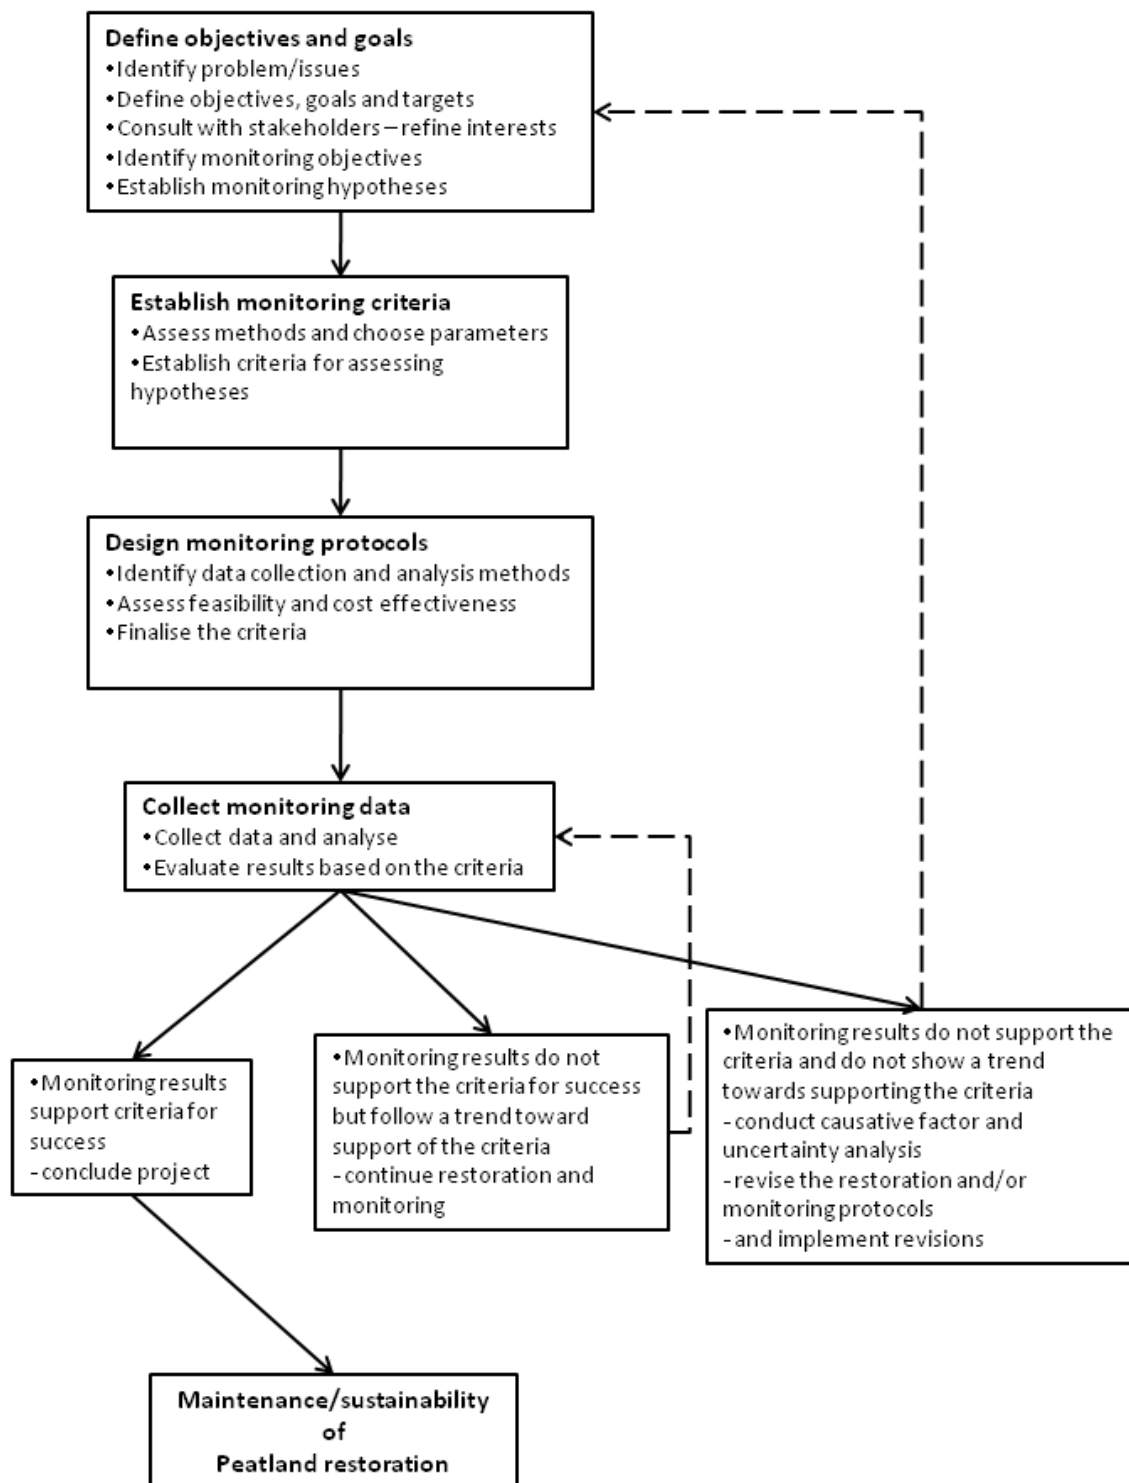 Define objectives and goals
•Identify problem/issues
•Define objectives, goals and targets
•Consult with stakeholders – refine interests
•Identify monitoring objectives
•Establish monitoring hypotheses
Establish monitoring criteria
•Assess methods and choose parameters
•Establish criteria for assessing
hypotheses
Design monitoring protocols
•Identify data collection and analysis methods
•Assess feasibility and cost effectiveness
•Finalise the criteria
Collect monitoring data
•Collect data and analyse
•Evaluate results based on the criteria
•Monitoring results
support criteria for
success
-conclude project
•Monitoring results do not
support the criteria for success
but follow a trend toward
support of the criteria
-continue restoration and
monitoring
•Monitoring results do not support the
criteria and do not show a trend
towards supporting the criteria
-conduct causative factor and
uncertainty analysis
-revise the restoration and/or
monitoring protocols
-and implement revisions
Maintenance/sustainability
of
Peatland restoration